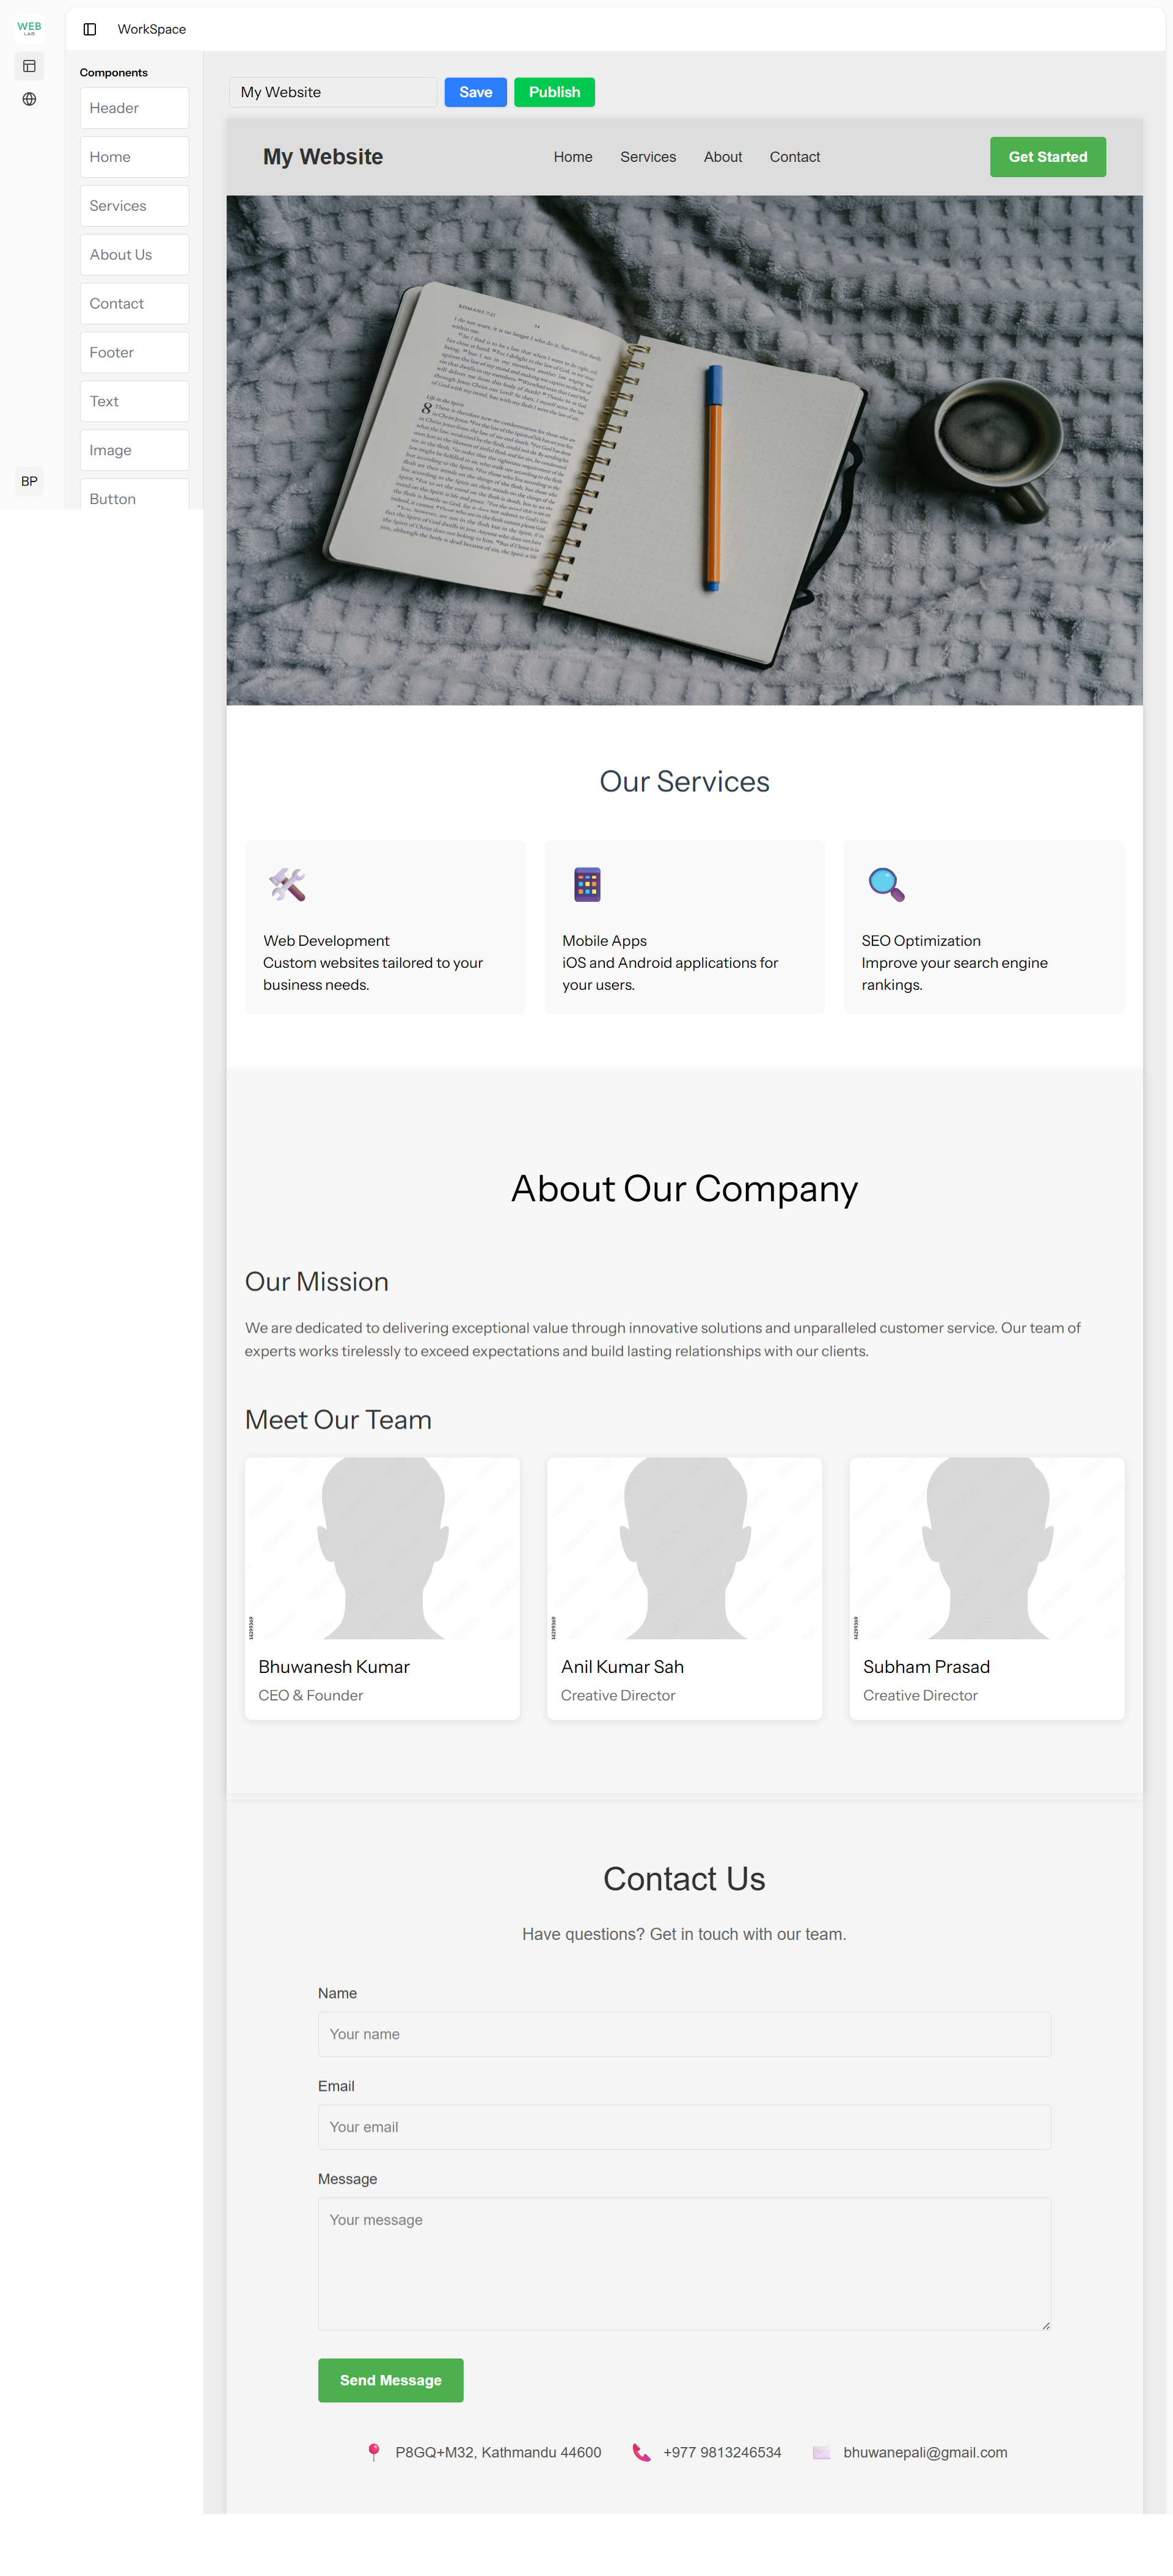 WEB
LAB
WorkSpace
Components
Header
Home
Services
About Us
Contact
Footer
Text
Image
Button
BP
My Website
Save
Publish
My Website
Home
Services
About
Contact
Get Started
ROMANS 7:21
Life in the Spirit
Our Services
Web Development
Custom websites tailored to your
business needs.
Mobile Apps
iOS and Android applications for
your users.
SEO Optimization
Improve your search engine
rankings.
About Our Company
Our Mission
We are dedicated to delivering exceptional value through innovative solutions and unparalleled customer service. Our team of
experts works tirelessly to exceed expectations and build lasting relationships with our clients.
Meet Our Team
Bhuwanesh Kumar
CEO & Founder
Anil Kumar Sah
Creative Director
Subham Prasad
Creative Director
Contact Us
Have questions? Get in touch with our team.
Name
Your name
Email
Your email
Message
Your message
Send Message
P8GQ+M32, Kathmandu 44600
+977 9813246534
bhuwanepali@gmail.com